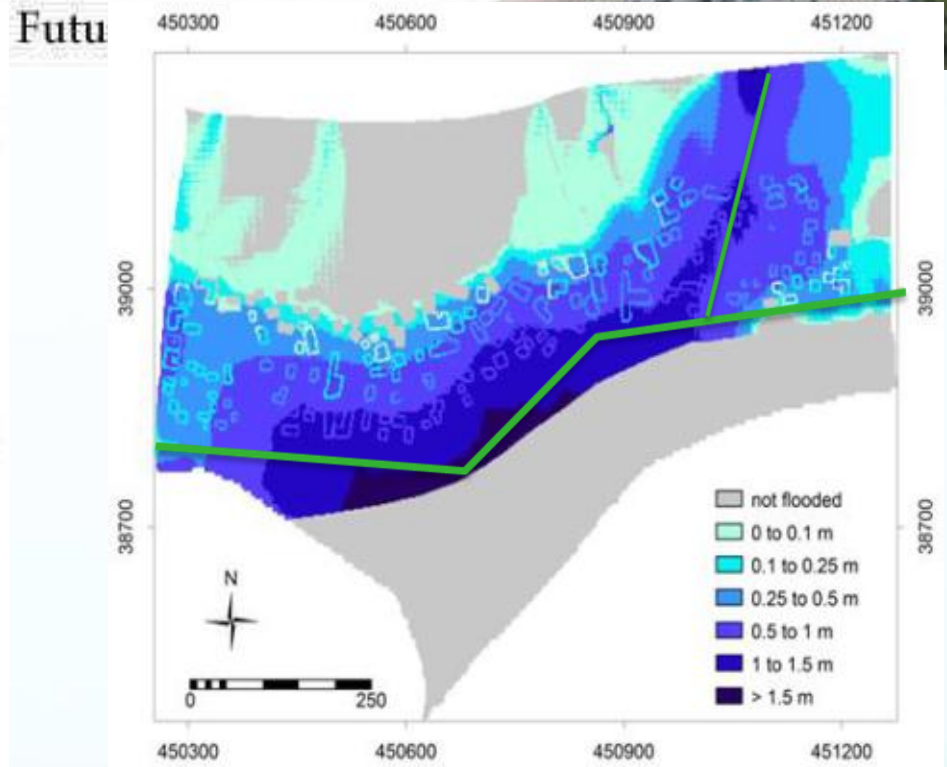 Futu
450300 450600 450900 451200
39000 39000
38700 38700
not flooded
0 to 0.1 m
0.1 to 0.25 m
0.25 to 0.5 m
0.5 to 1 m
1 to 1.5 m
> 1.5 m
N
0 250
450300 450600 450900 451200